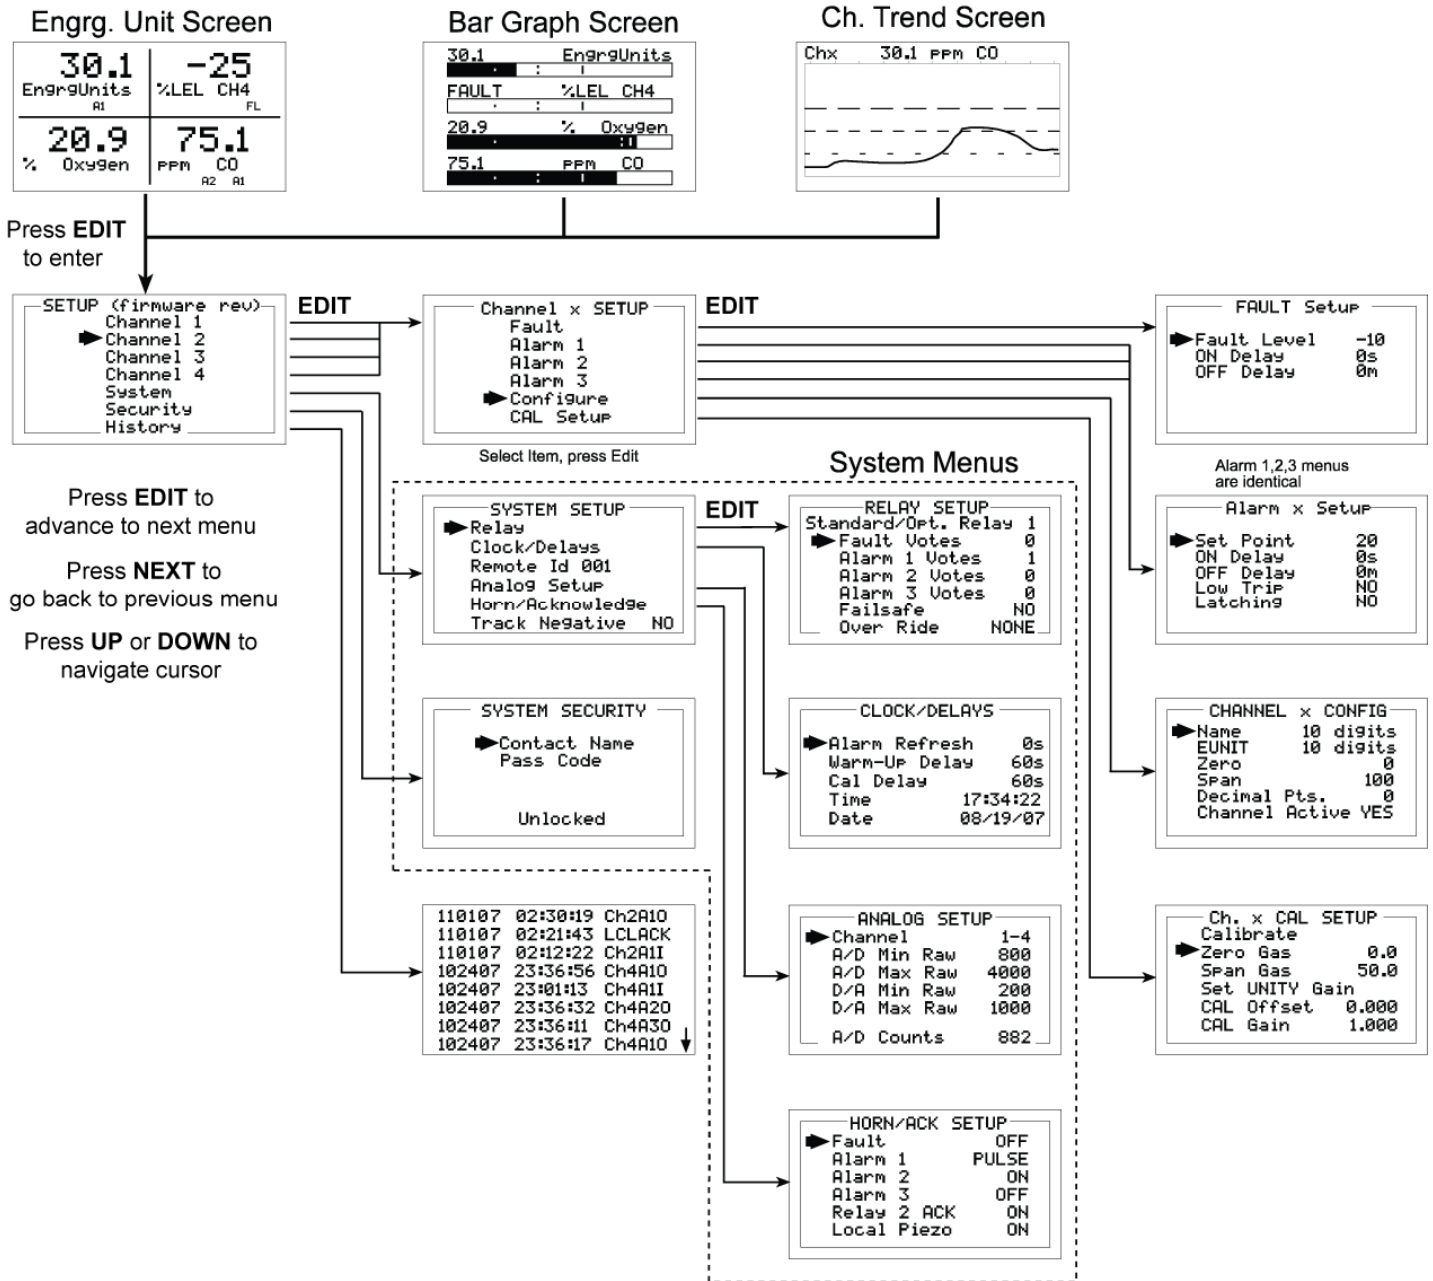 Engrg. Unit Screen
30.1
EngrgUnits
A1
-25
%LEL CH4
FL
20.9
% Oxygen
75.1
PPM CO
A2 A1
Bar Graph Screen
30.1 EngrgUnits
FAULT %LEL CH4
20.9 % Oxygen
75.1 PPM CO
Ch. Trend Screen
Chx 30.1 PPM CO
Press EDIT
to enter
SETUP (firmware rev)
Channel 1
Channel 2
Channel 3
Channel 4
System
Security
History
EDIT
Channel x SETUP
Fault
Alarm 1
Alarm 2
Alarm 3
Configure
CAL Setup
Select Item, press Edit
EDIT
FAULT Setup
Fault Level -10
ON Delay 0s
OFF Delay 0m
Alarm 1,2,3 menus
are identical
Alarm x Setup
Set Point 20
ON Delay 0s
OFF Delay 0m
Low Trip NO
Latching NO
Press EDIT to
advance to next menu
Press NEXT to
go back to previous menu
Press UP or DOWN to
navigate cursor
System Menus
SYSTEM SETUP
Relay
Clock/Delays
Remote Id 001
Analog Setup
Horn/Acknowledge
Track Negative NO
EDIT
RELAY SETUP
Standard/Opt. Relay 1
Fault Votes 0
Alarm 1 Votes 1
Alarm 2 Votes 0
Alarm 3 Votes 0
Failsafe NO
Over Ride NONE
SYSTEM SECURITY
Contact Name
Pass Code
Unlocked
CLOCK/DELAYS
Alarm Refresh 0s
Warm-Up Delay 60s
Cal Delay 60s
Time 17:34:22
Date 08/19/07
CHANNEL x CONFIG
Name 10 digits
EUNIT 10 digits
Zero 0
Span 100
Decimal Pts. 0
Channel Active YES
110107 02:30:19 Ch2A1O
110107 02:21:43 LCLACK
110107 02:12:22 Ch2A1I
102407 23:36:56 Ch4A1O
102407 23:01:13 Ch4A1I
102407 23:36:32 Ch4A2O
102407 23:36:11 Ch4A3O
102407 23:36:17 Ch4A1O
ANALOG SETUP
Channel 1-4
A/D Min Raw 800
A/D Max Raw 4000
D/A Min Raw 200
D/A Max Raw 1000
A/D Counts 882
Ch. x CAL SETUP
Calibrate
Zero Gas 0.0
Span Gas 50.0
Set UNITY Gain
CAL Offset 0.000
CAL Gain 1.000
HORN/ACK SETUP
Fault OFF
Alarm 1 PULSE
Alarm 2 ON
Alarm 3 OFF
Relay 2 ACK ON
Local Piezo ON